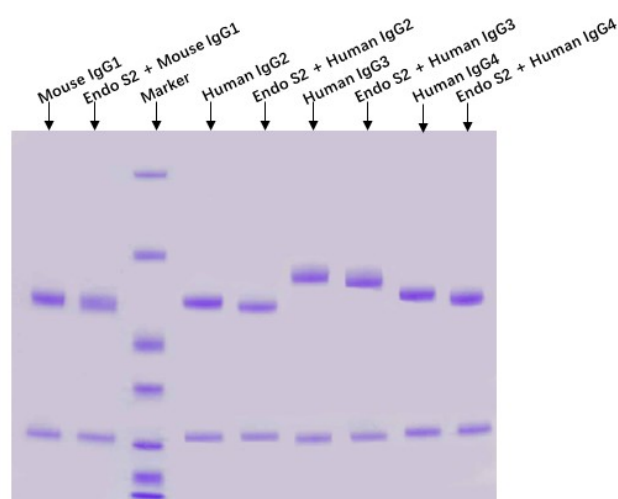 Mouse IgG1
Endo S2 + Mouse IgG1
Marker
Human IgG2
Endo S2 + Human IgG2
Human IgG3
Endo S2 + Human IgG3
Human IgG4
Endo S2 + Human IgG4